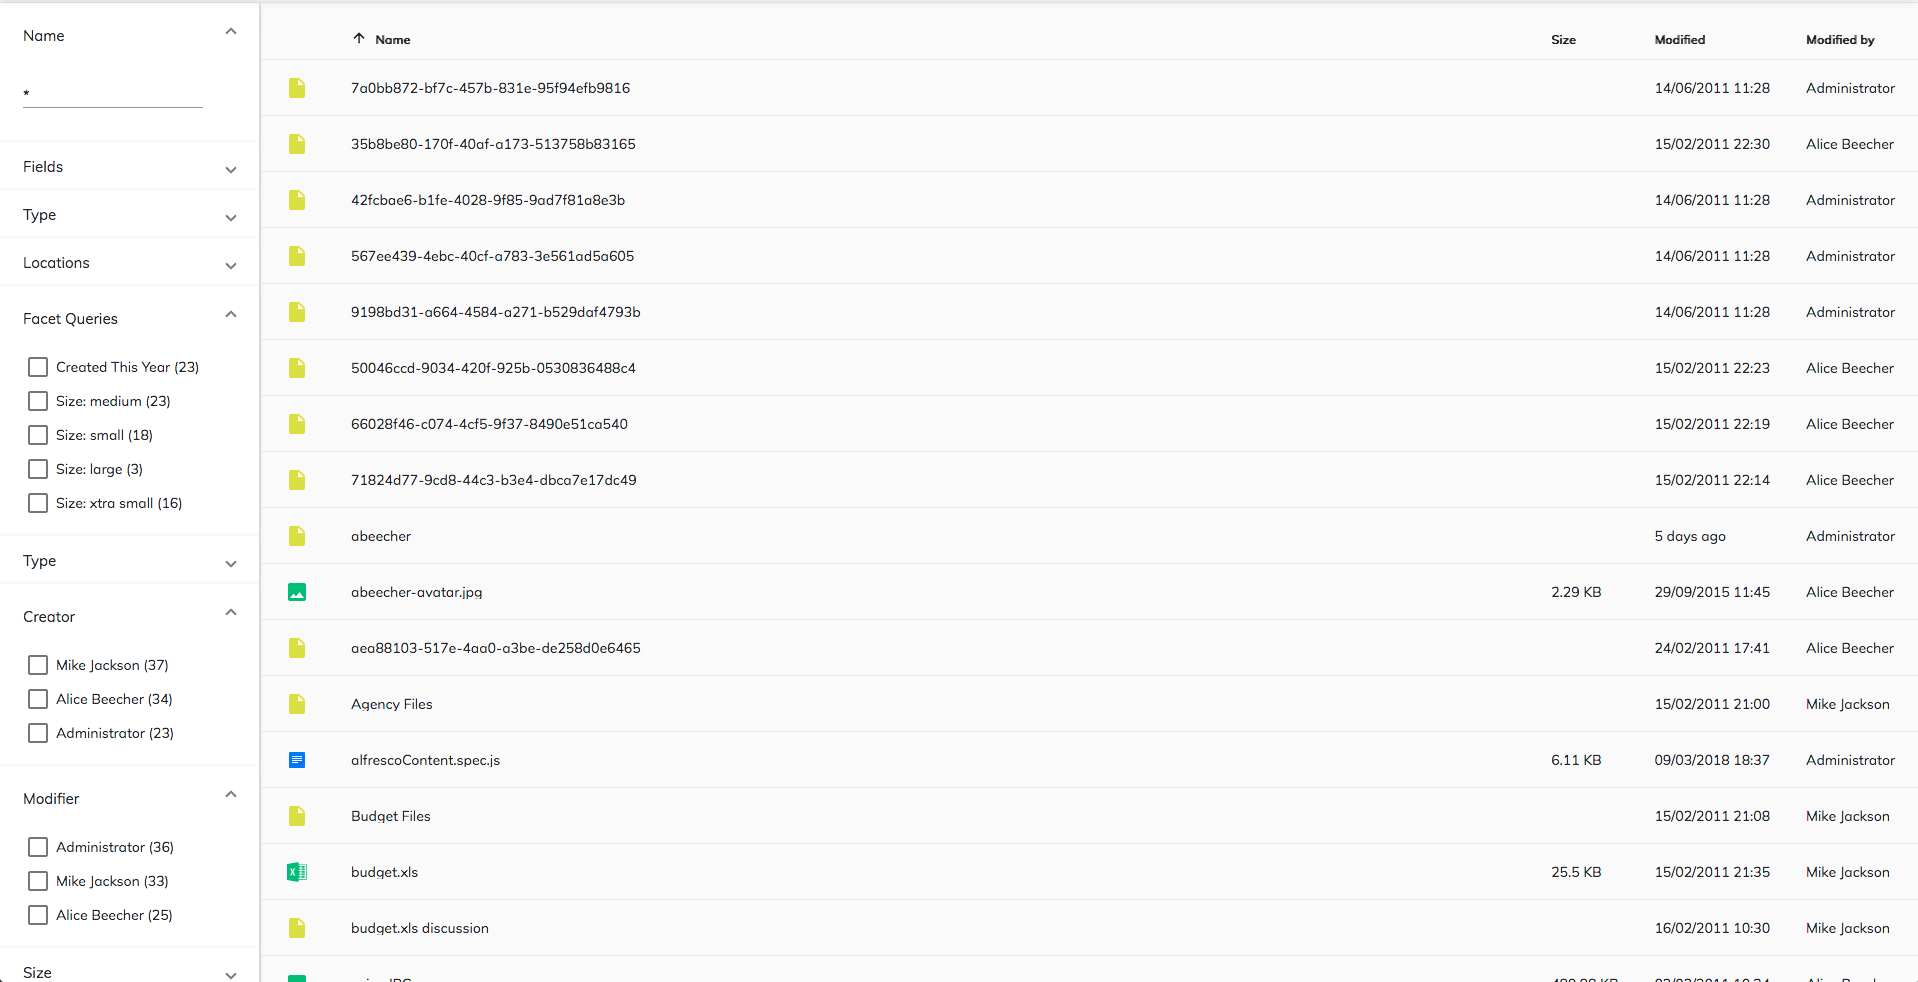 Name
*
Fields
Type
Locations
Facet Queries
Created This Year (23)
Size: medium (23)
Size: small (18)
Size: large (3)
Size: xtra small (16)
Type
Creator
Mike Jackson (37)
Alice Beecher (34)
Administrator (23)
Modifier
Administrator (36)
Mike Jackson (33)
Alice Beecher (25)
Size
Name Size Modified Modified by
7a0bb872-bf7c-457b-831e-95f94efb9816 14/06/2011 11:28 Administrator
35b8be80-170f-40af-a173-513758b83165 15/02/2011 22:30 Alice Beecher
42fcbae6-b1fe-4028-9f85-9ad7f81a8e3b 14/06/2011 11:28 Administrator
567ee439-4ebc-40cf-a783-3e561ad5a605 14/06/2011 11:28 Administrator
9198bd31-a664-4584-a271-b529daf4793b 14/06/2011 11:28 Administrator
50046ccd-9034-420f-925b-0530836488c4 15/02/2011 22:23 Alice Beecher
66028f46-c074-4cf5-9f37-8490e51ca540 15/02/2011 22:19 Alice Beecher
71824d77-9cd8-44c3-b3e4-dbca7e17dc49 15/02/2011 22:14 Alice Beecher
abeecher 5 days ago Administrator
abeecher-avatar.jpg 2.29 KB 29/09/2015 11:45 Alice Beecher
aea88103-517e-4aa0-a3be-de258d0e6465 24/02/2011 17:41 Alice Beecher
Agency Files 15/02/2011 21:00 Mike Jackson
alfrescoContent.spec.js 6.11 KB 09/03/2018 18:37 Administrator
Budget Files 15/02/2011 21:08 Mike Jackson
budget.xls 25.5 KB 15/02/2011 21:35 Mike Jackson
budget.xls discussion 16/02/2011 10:30 Mike Jackson
Alice Beecher